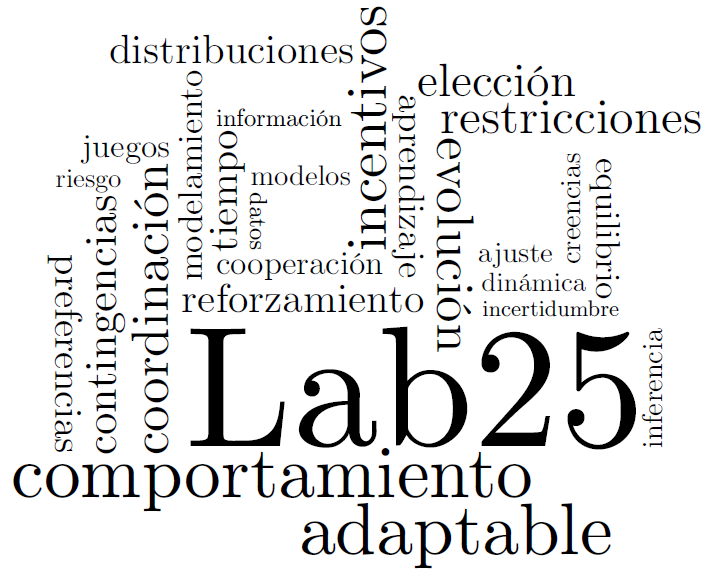 distribuciones
incentivos
elección
restricciones
modelamiento
información
aprendizaje
juegos
tiempo
evolución
riesgo
modelos
creencias
equilibrio
coordinación
contingencias
datos
preferencias
cooperación
ajuste
dinámica
reforzamiento
incertidumbre
Lab25
inferencia
comportamiento
adaptable